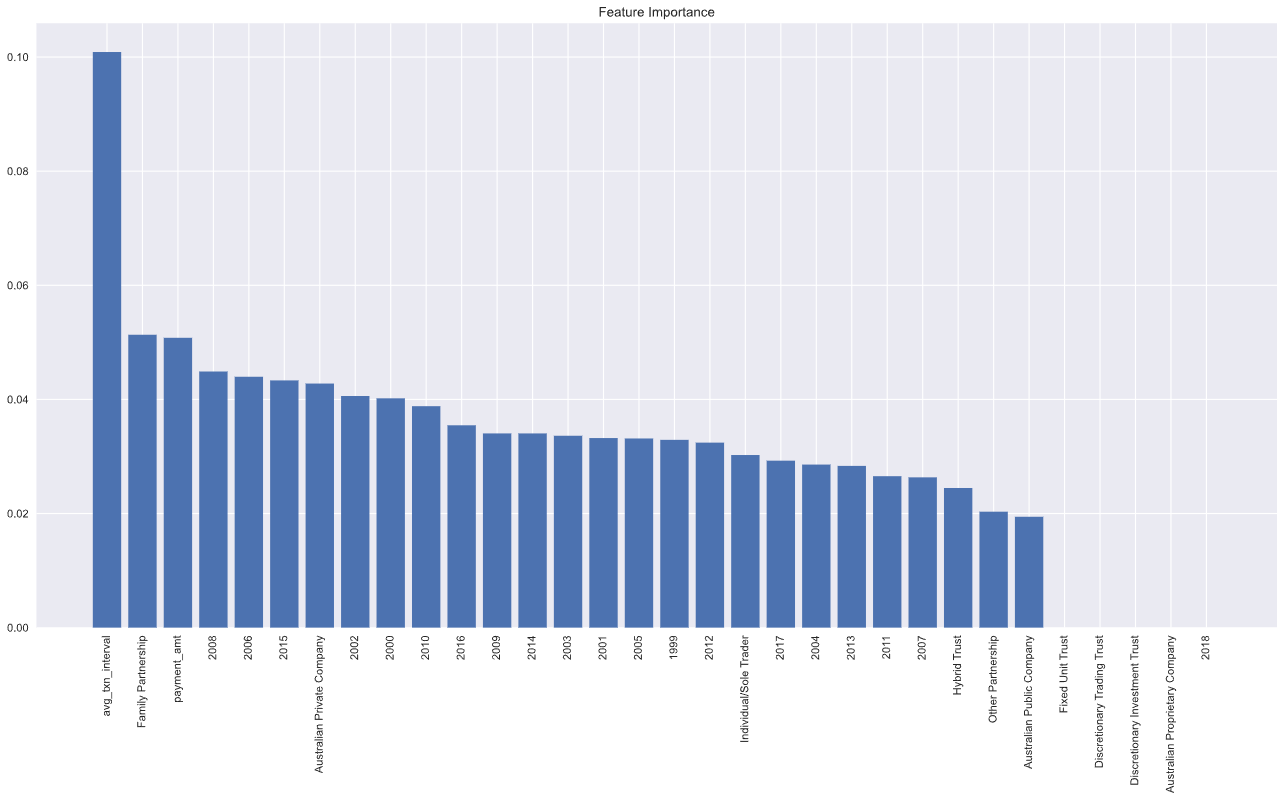 Feature Importance
0.10
0.08
0.06
0.04
0.02
0.00
avg_txn_interval
Family Partnership
payment_amt
2008
2006
2015
Australian Private Company
2002
2000
2010
2016
2009
2014
2003
2001
2005
1999
2012
Individual/Sole Trader
2017
2004
2013
2011
2007
Hybrid Trust
Other Partnership
Australian Public Company
Fixed Unit Trust
Discretionary Trading Trust
Discretionary Investment Trust
Australian Proprietary Company
2018